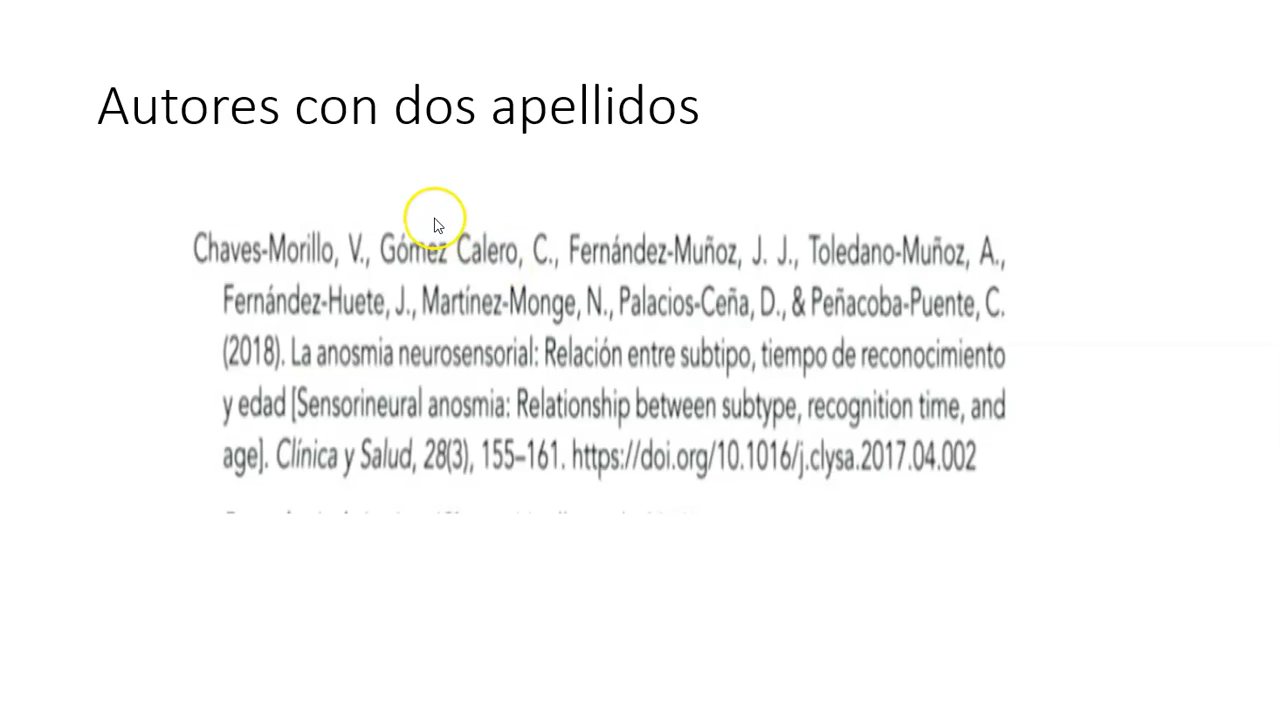 Autores con dos apellidos
Chaves-Morillo, V., Gómez Calero, C., Fernández-Muñoz, J. J., Toledano-Muñoz, A.,
Fernández-Huete, J., Martínez-Monge, N., Palacios-Ceña, D., & Peñacoba-Puente, C.
(2018). La anosmia neurosensorial: Relación entre subtipo, tiempo de reconocimiento
y edad [Sensorineural anosmia: Relationship between subtype, recognition time, and
age]. Clínica y Salud, 28(3), 155–161. https://doi.org/10.1016/j.clysa.2017.04.002